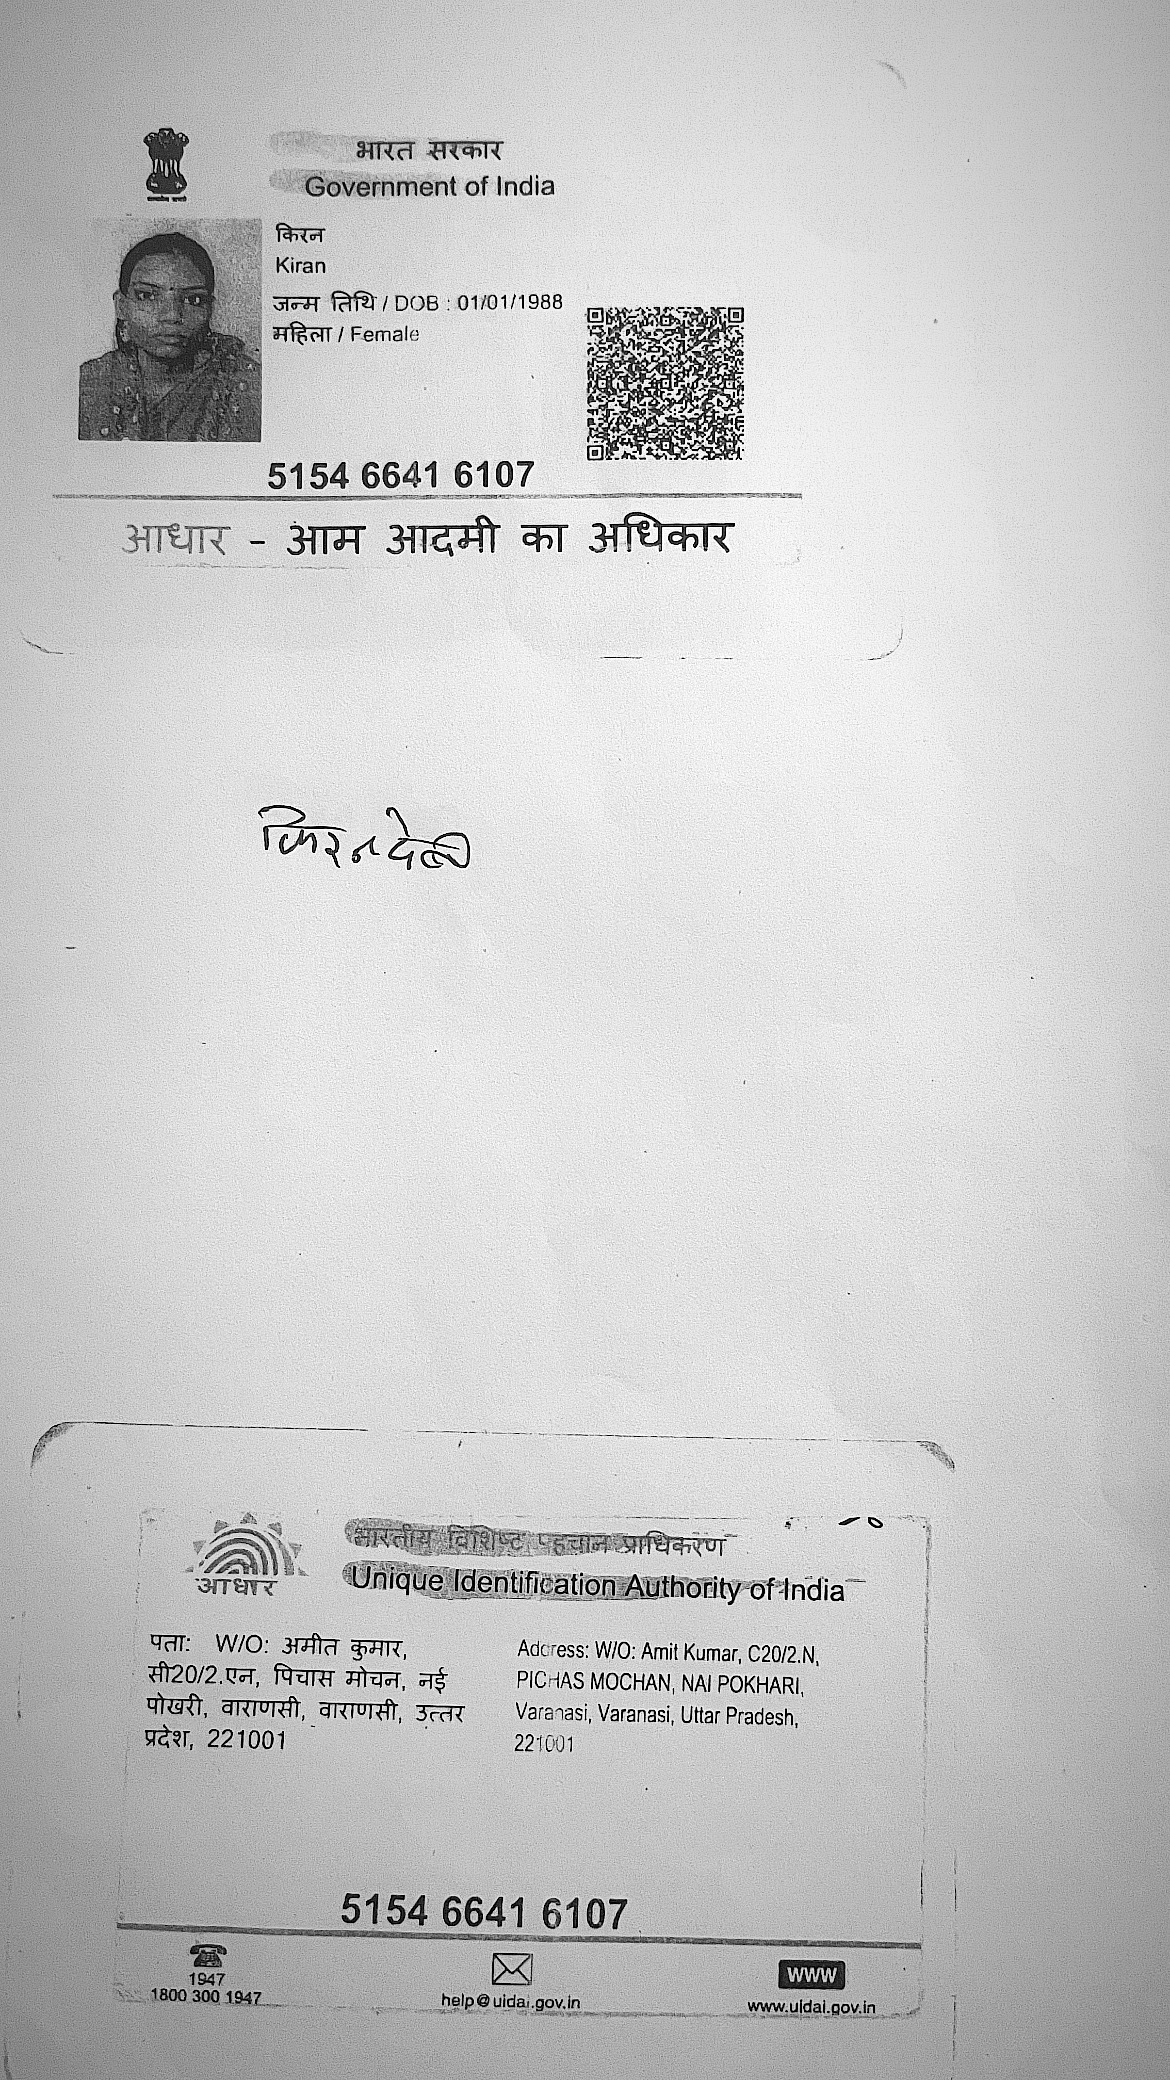 भारत सरकार
Government of India
किरन
Kiran
जन्म तिथि / DOB : 01/01/1988
महिला / Female
5154 6641 6107
आधार - आम आदमी का अधिकार
किरन देवी
भारतीय विशिष्ट पहचान प्राधिकरण
Unique Identification Authority of India
आधार
पता: W/O: अमीत कुमार,
सी20/2.एन, पिचास मोचन, नई
पोखरी, वाराणसी, वाराणसी, उत्तर
प्रदेश, 221001
Address: W/O: Amit Kumar, C20/2.N,
PICHAS MOCHAN, NAI POKHARI,
Varanasi, Varanasi, Uttar Pradesh,
221001
5154 6641 6107
1947
1800 300 1947
help@uidai.gov.in
www
www.uidai.gov.in